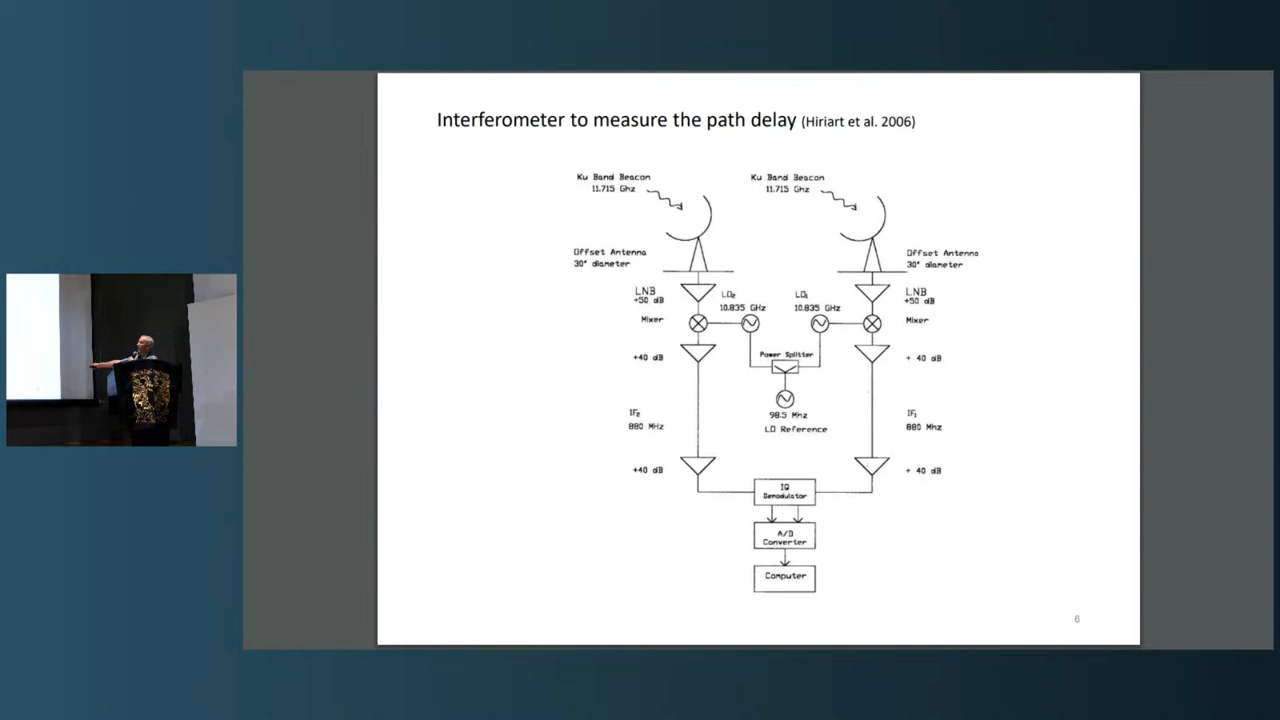 Interferometer to measure the path delay (Hiriart et al. 2006)
Ku Band Beacon
11.715 Ghz
Ku Band Beacon
11.715 Ghz
Offset Antenna
30" diameter
Offset Antenna
30" diameter
LNB
+50 dB
LO2
10.835 GHz
LO1
10.835 GHz
LNB
+50 dB
Mixer
Mixer
+40 dB
Power Splitter
+ 40 dB
98.5 Mhz
LO Reference
IF2
880 MHz
IF1
880 Mhz
+40 dB
+ 40 dB
IQ
Demodulator
A/D
Converter
Computer
6